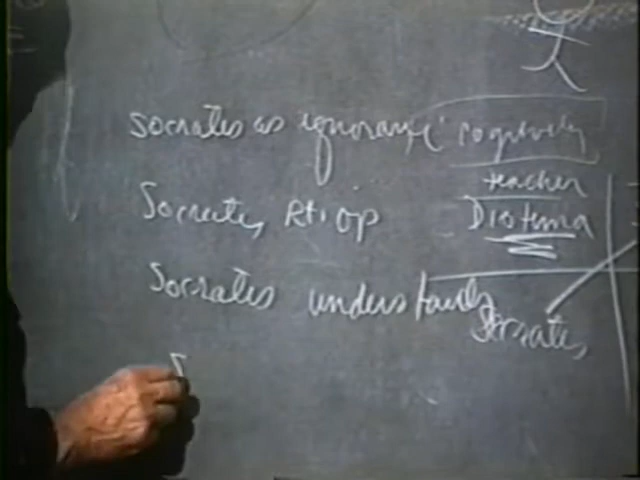 Socrates as ignorant cognitively
teacher
Socrates Rt. op
Diotima
Socrates understands
Socrates